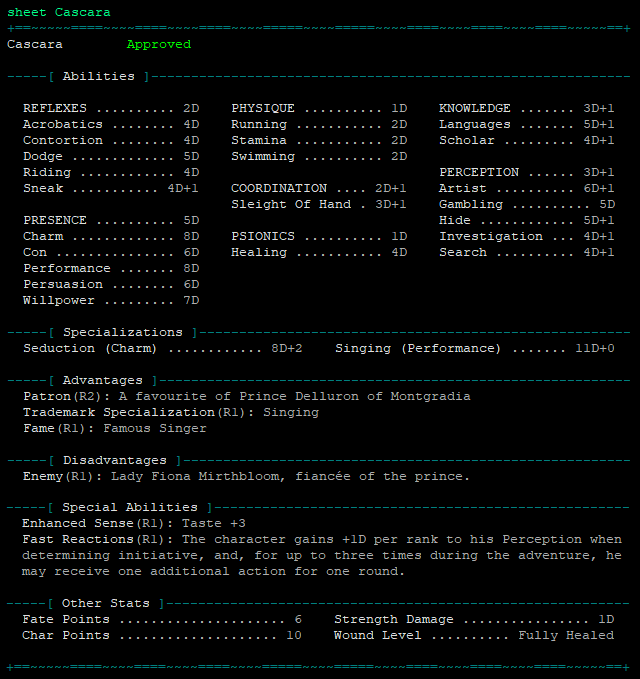 sheet Cascara
+==~~~~~====~~~~====~~~~====~~~~====~~~~====~~~~====~~~~====~~~~====~~~~~==+
Cascara Approved
-----[ Abilities ]------------------------------------------------------------
REFLEXES .......... 2D PHYSIQUE .......... 1D KNOWLEDGE ....... 3D+1
Acrobatics ........ 4D Running ........... 2D Languages ....... 5D+1
Contortion ........ 4D Stamina ........... 2D Scholar ......... 4D+1
Dodge ............. 5D Swimming .......... 2D
Riding ............ 4D PERCEPTION ...... 3D+1
Sneak ........... 4D+1 COORDINATION .... 2D+1 Artist .......... 6D+1
Sleight Of Hand . 3D+1 Gambling .......... 5D
PRESENCE .......... 5D Hide ............ 5D+1
Charm ............. 8D PSIONICS .......... 1D Investigation ... 4D+1
Con ............... 6D Healing ........... 4D Search .......... 4D+1
Performance ....... 8D
Persuasion ........ 6D
Willpower ......... 7D
-----[ Specializations ]------------------------------------------------------
Seduction (Charm) ............ 8D+2 Singing (Performance) ....... 11D+0
-----[ Advantages ]-----------------------------------------------------------
Patron(R2): A favourite of Prince Delluron of Montgradia
Trademark Specialization(R1): Singing
Fame(R1): Famous Singer
-----[ Disadvantages ]--------------------------------------------------------
Enemy(R1): Lady Fiona Mirthbloom, fiancée of the prince.
-----[ Special Abilities ]----------------------------------------------------
Enhanced Sense(R1): Taste +3
Fast Reactions(R1): The character gains +1D per rank to his Perception when
determining initiative, and, for up to three times during the adventure, he
may receive one additional action for one round.
-----[ Other Stats ]----------------------------------------------------------
Fate Points ...................... 6 Strength Damage ................ 1D
Char Points ..................... 10 Wound Level .......... Fully Healed
+==~~~~~====~~~~====~~~~====~~~~====~~~~====~~~~====~~~~====~~~~====~~~~~==+